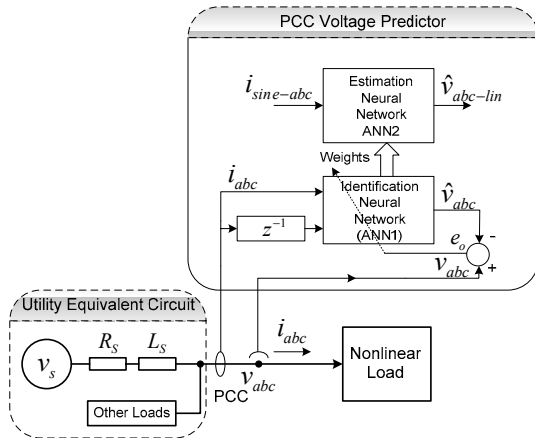 PCC Voltage Predictor
i_sine-abc
Estimation
Neural
Network
ANN2
v̂_abc-lin
Weights
i_abc
Identification
Neural
Network
(ANN1)
v̂_abc
z⁻¹
e_o
-
+
v_abc
Utility Equivalent Circuit
v_s
R_S
L_S
Other Loads
PCC
v_abc
i_abc
Nonlinear
Load